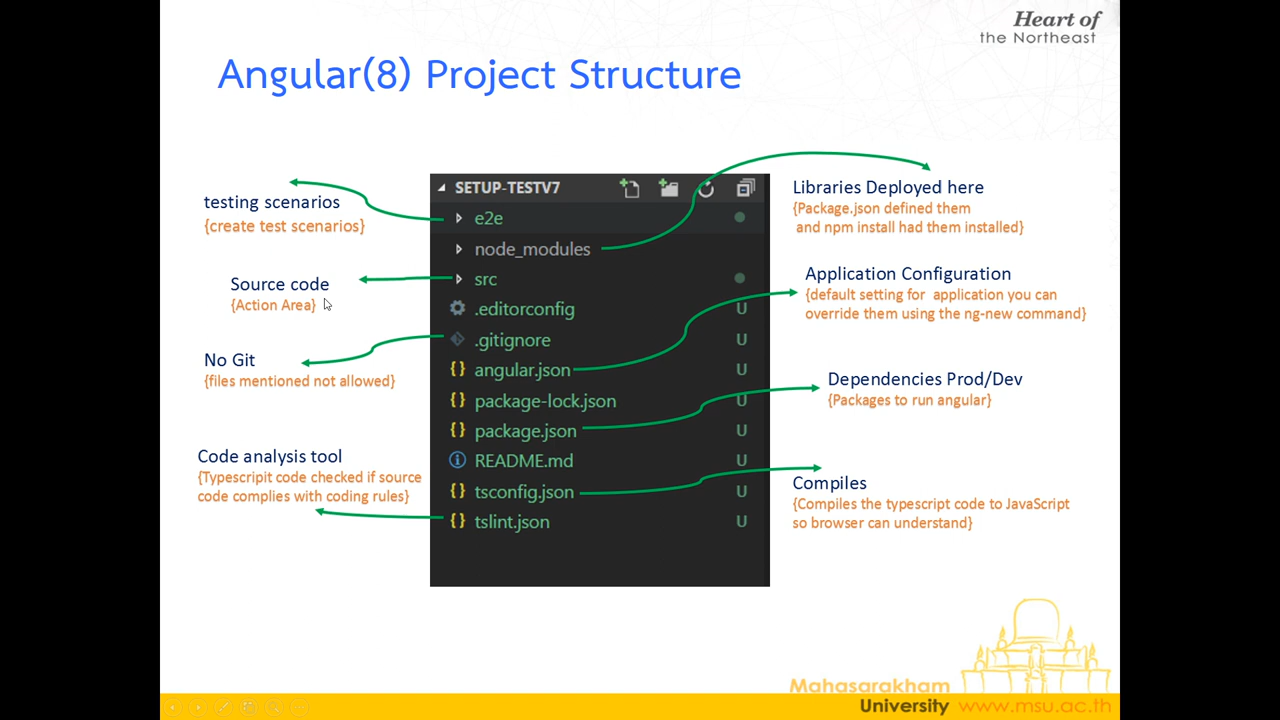 Heart of
the Northeast
Angular(8) Project Structure
testing scenarios
{create test scenarios}
Source code
{Action Area}
No Git
{files mentioned not allowed}
Code analysis tool
{Typescripit code checked if source
code complies with coding rules}
SETUP-TESTV7
e2e
node_modules
src
.editorconfig U
.gitignore U
angular.json U
package-lock.json U
package.json U
README.md U
tsconfig.json U
tslint.json U
Libraries Deployed here
{Package.json defined them
and npm install had them installed}
Application Configuration
{default setting for application you can
override them using the ng-new command}
Dependencies Prod/Dev
{Packages to run angular}
Compiles
{Compiles the typescript code to JavaScript
so browser can understand}
Mahasarakham
University www.msu.ac.th